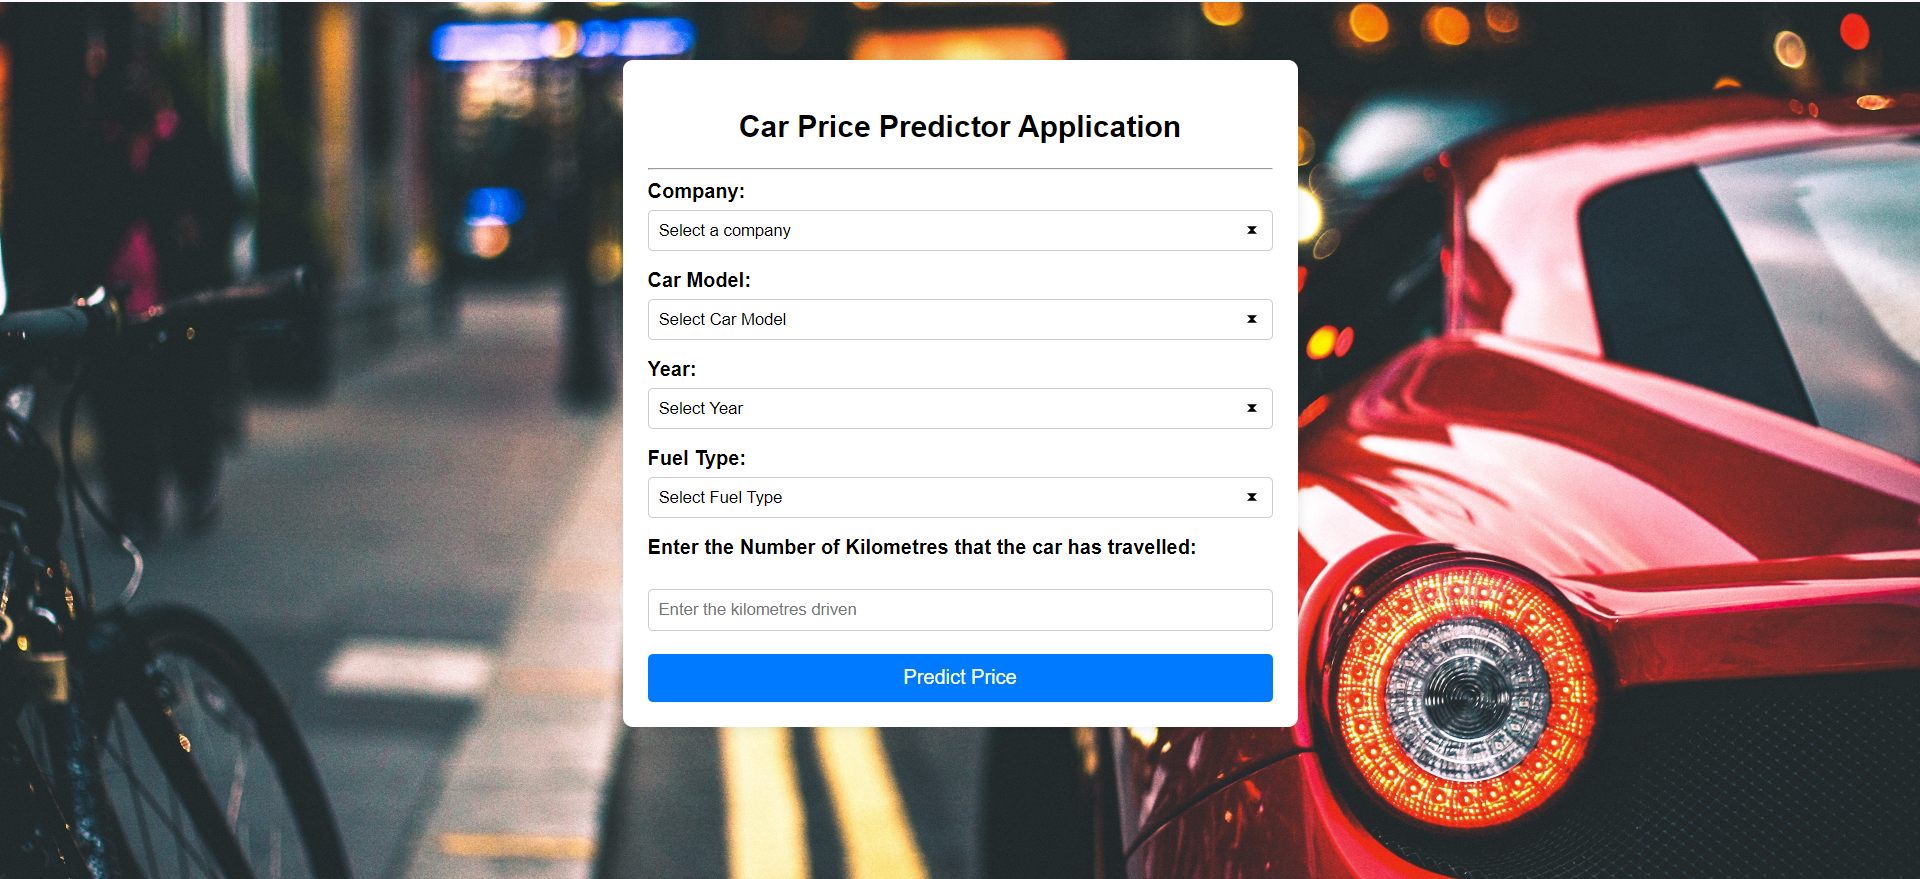 Car Price Predictor Application
Company:
Select a company
Car Model:
Select Car Model
Year:
Select Year
Fuel Type:
Select Fuel Type
Enter the Number of Kilometres that the car has travelled:
Enter the kilometres driven
Predict Price